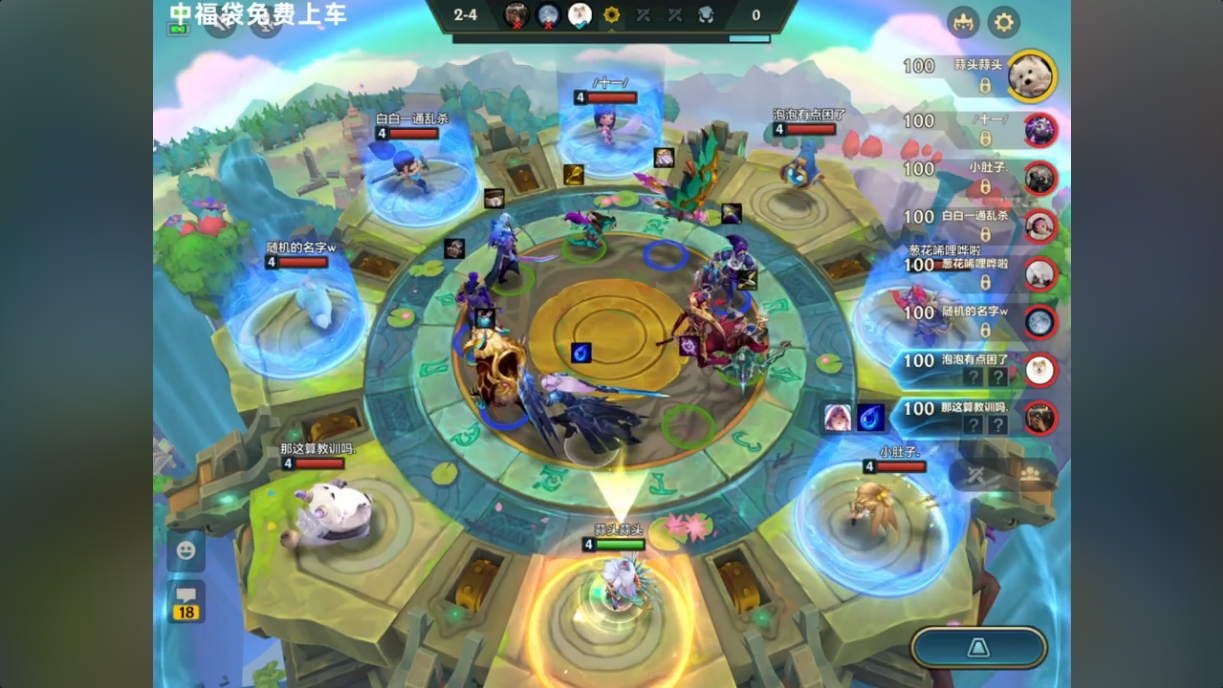 中福袋免费上车
2-4
0
/十一/
4
白白一通乱杀
4
泡泡有点困了
4
随机的名字w
4
葱花唏哩哗啦
那这算教训吗.
4
小肚子.
4
蒜头蒜头
4
100 蒜头蒜头
100 /十一/
100 小肚子.
100 白白一通乱杀
100 葱花唏哩哗啦
100 随机的名字w
100 泡泡有点困了
? ?
100 那这算教训吗.
? ?
18